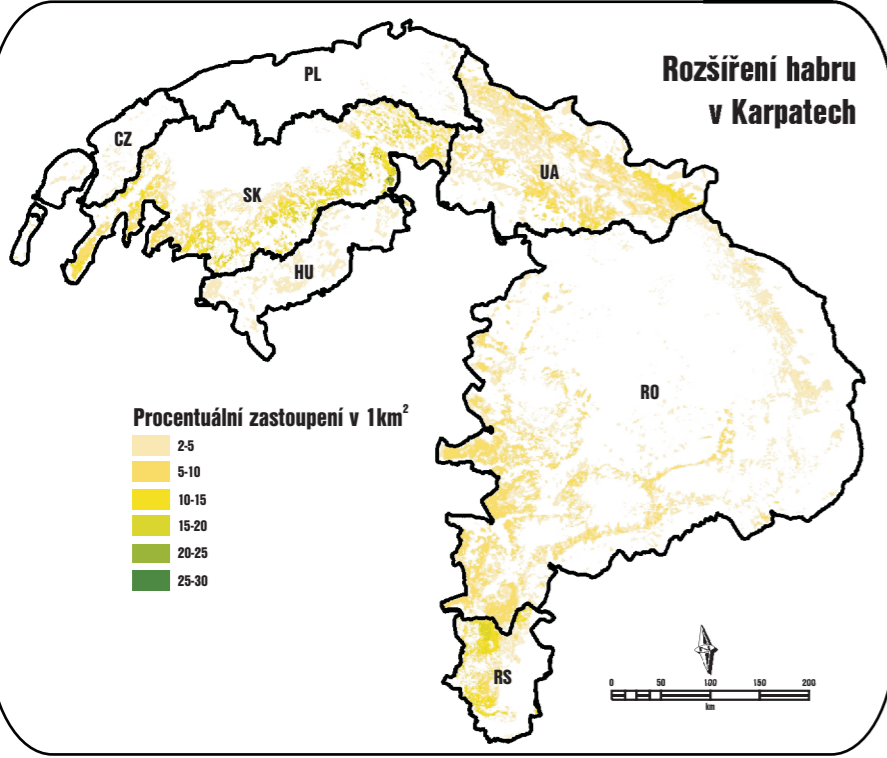 Rozšíření habru
v Karpatech
PL
CZ
SK
UA
HU
RO
RS
Procentuální zastoupení v 1km²
2-5
5-10
10-15
15-20
20-25
25-30
0 50 100 150 200
km